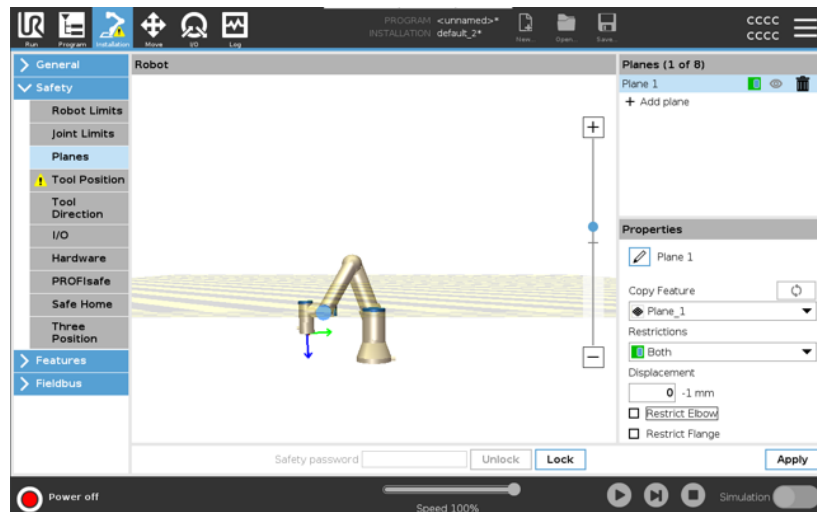 PROGRAM <unnamed>*
INSTALLATION default_2*
UR
Run
Program
Installation
Move
I/O
Log
New...
Open...
Save...
CCCC
CCCC
General
Safety
Robot Limits
Joint Limits
Planes
Tool Position
Tool
Direction
I/O
Hardware
PROFIsafe
Safe Home
Three
Position
Features
Fieldbus
Robot
+
−
Safety password
Unlock
Lock
Planes (1 of 8)
Plane 1
+ Add plane
Properties
Plane 1
Copy Feature
Plane_1
Restrictions
Both
Displacement
0 -1 mm
Restrict Elbow
Restrict Flange
Apply
Power off
Speed 100%
Simulation